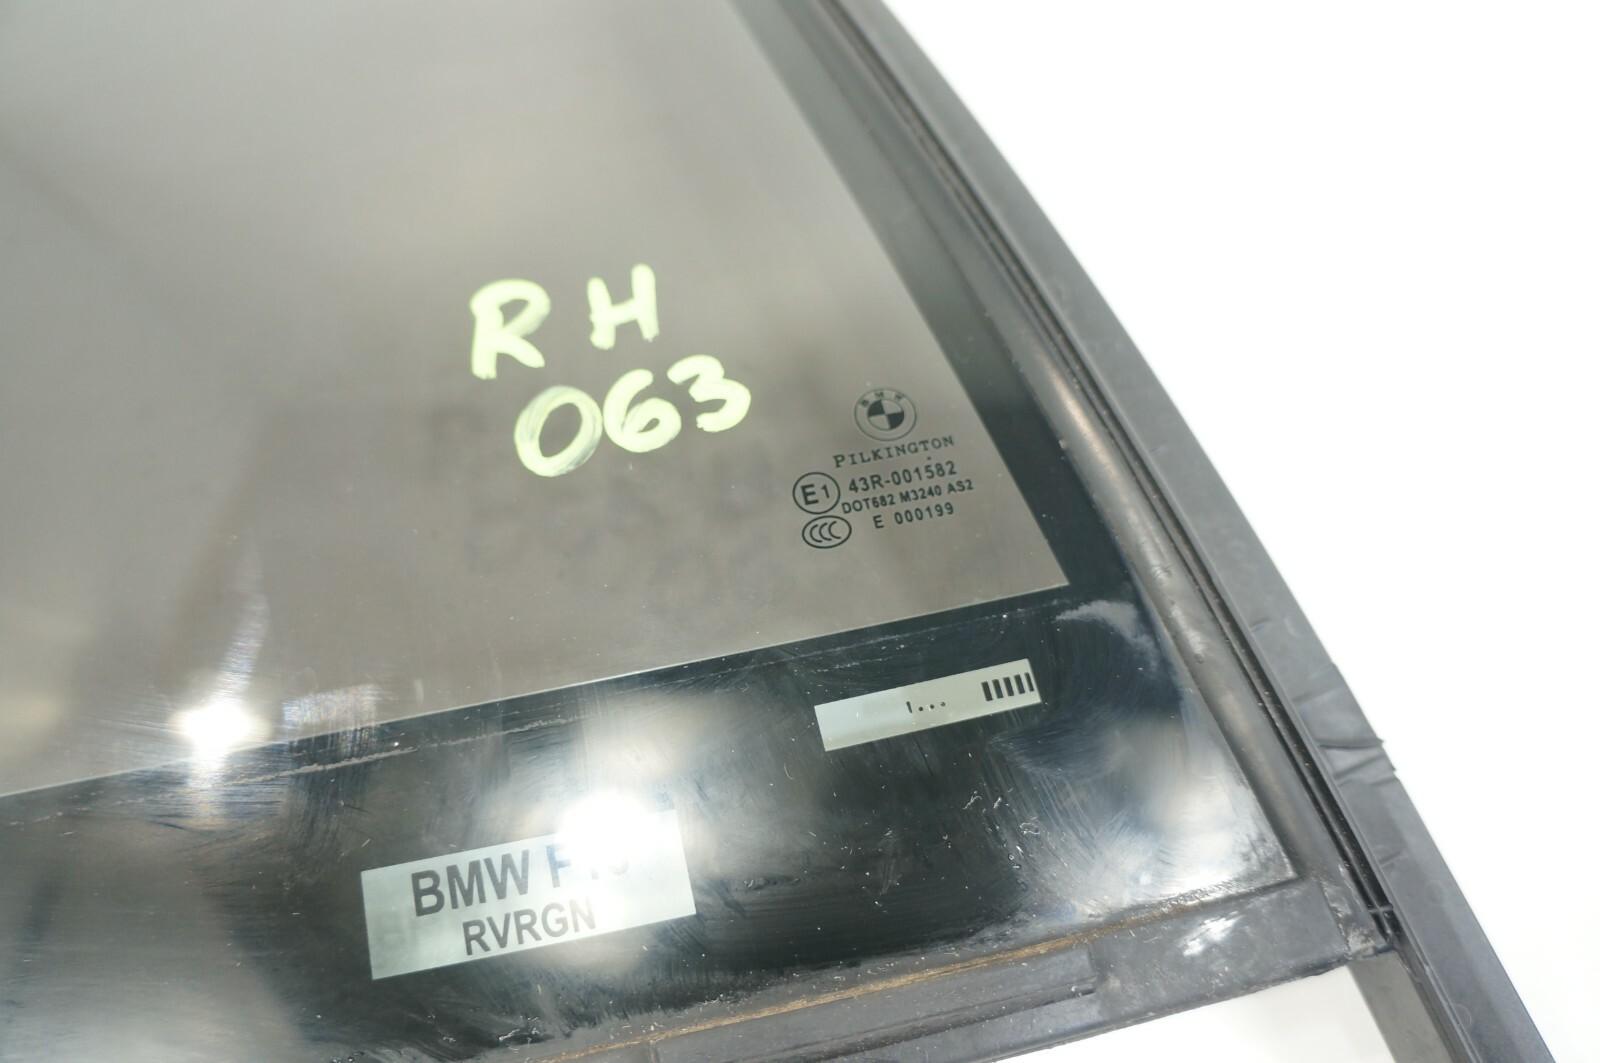 RH
063
BMW
PILKINGTON
E1 43R-001582
DOT682 M3240 AS2
CCC E 000199
BMW
RVRGN